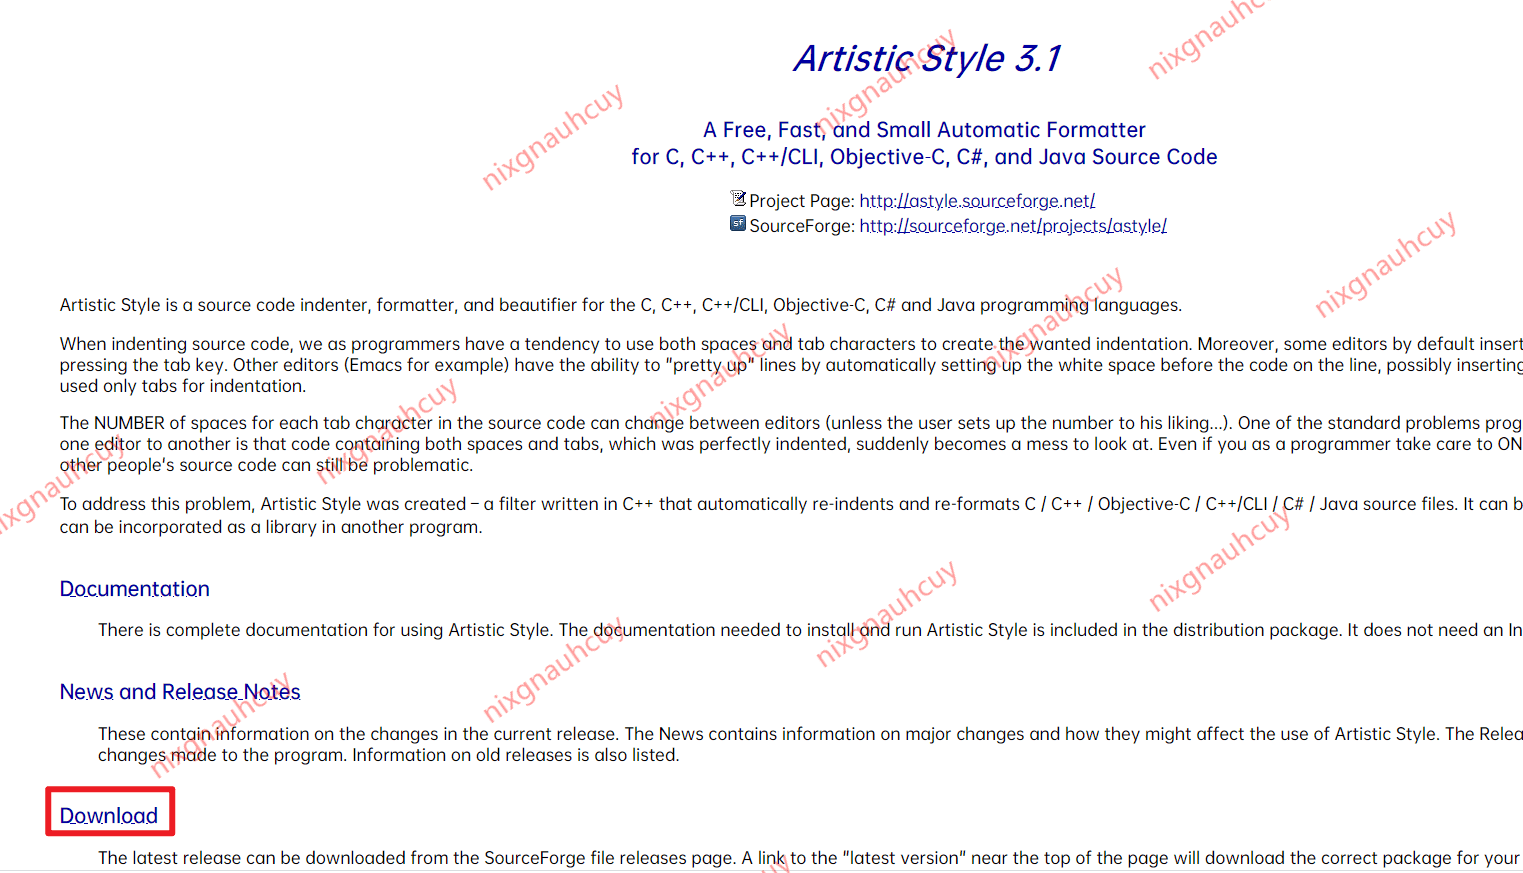 Artistic Style 3.1
A Free, Fast, and Small Automatic Formatter
for C, C++, C++/CLI, Objective-C, C#, and Java Source Code
Project Page: http://astyle.sourceforge.net/
SourceForge: http://sourceforge.net/projects/astyle/
Artistic Style is a source code indenter, formatter, and beautifier for the C, C++, C++/CLI, Objective-C, C# and Java programming languages.
When indenting source code, we as programmers have a tendency to use both spaces and tab characters to create the wanted indentation. Moreover, some editors by default insert
pressing the tab key. Other editors (Emacs for example) have the ability to "pretty up" lines by automatically setting up the white space before the code on the line, possibly inserting
used only tabs for indentation.
The NUMBER of spaces for each tab character in the source code can change between editors (unless the user sets up the number to his liking...). One of the standard problems prog
one editor to another is that code containing both spaces and tabs, which was perfectly indented, suddenly becomes a mess to look at. Even if you as a programmer take care to ON
other people's source code can still be problematic.
To address this problem, Artistic Style was created – a filter written in C++ that automatically re-indents and re-formats C / C++ / Objective-C / C++/CLI / C# / Java source files. It can b
can be incorporated as a library in another program.
Documentation
There is complete documentation for using Artistic Style. The documentation needed to install and run Artistic Style is included in the distribution package. It does not need an In
News and Release Notes
These contain information on the changes in the current release. The News contains information on major changes and how they might affect the use of Artistic Style. The Relea
changes made to the program. Information on old releases is also listed.
Download
The latest release can be downloaded from the SourceForge file releases page. A link to the "latest version" near the top of the page will download the correct package for your
nixgnauhcuy
nixgnauhcuy
nixgnauhcuy
nixgnauhcuy
nixgnauhcuy
nixgnauhcuy
nixgnauhcuy
nixgnauhcuy
nixgnauhcuy
nixgnauhcuy
nixgnauhcuy
nixgnauhcuy